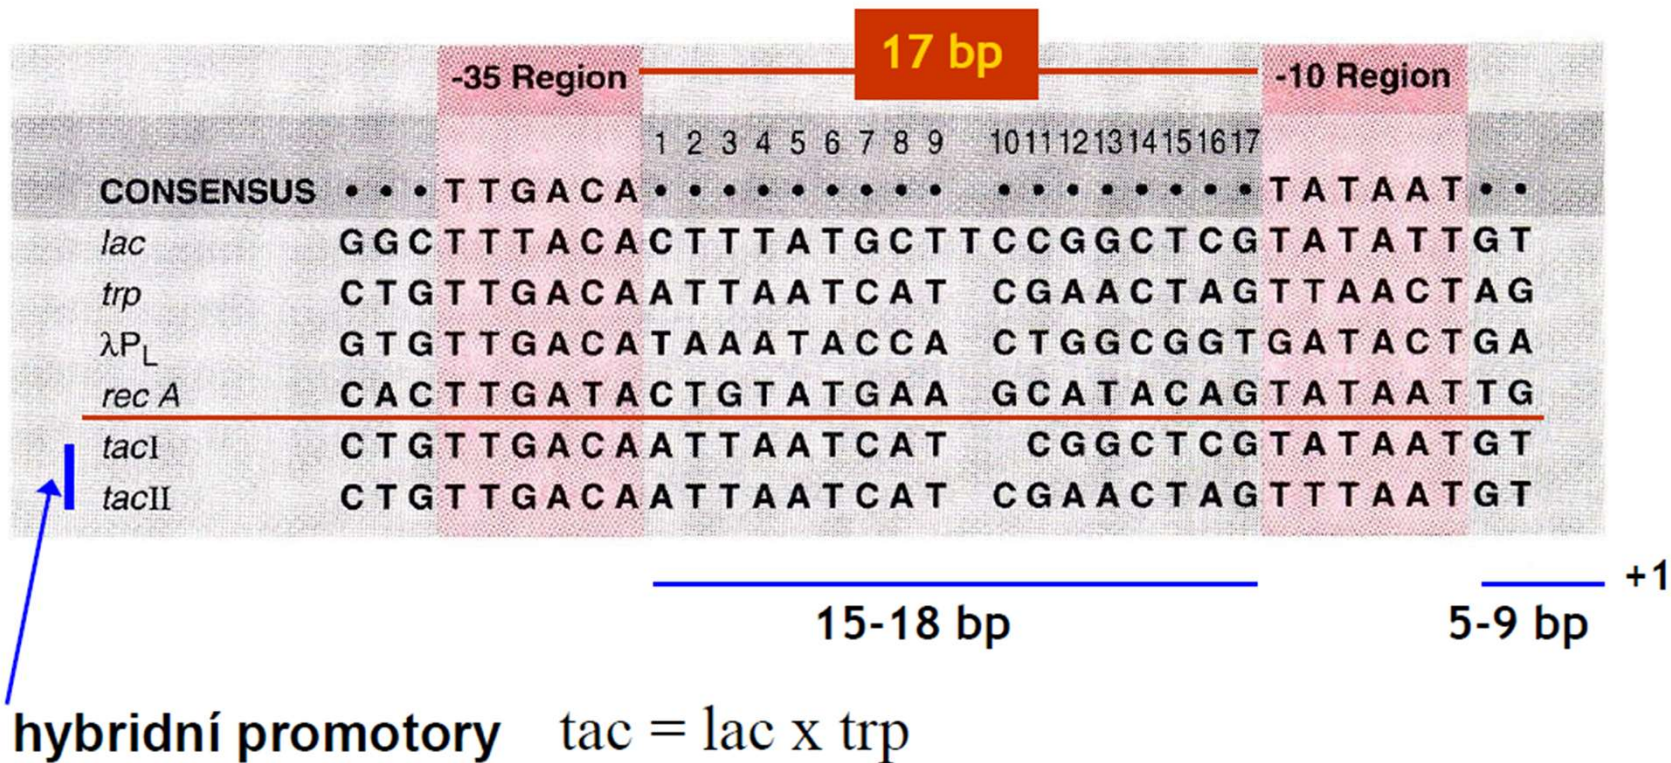 17 bp
-35 Region -10 Region
1 2 3 4 5 6 7 8 9 10 11 12 13 14 15 16 17
CONSENSUS • • • T T G A C A • • • • • • • • • • • • • • • • • T A T A A T • •
lac G G C T T T A C A C T T T A T G C T T C C G G C T C G T A T A T T G T
trp C T G T T G A C A A T T A A T C A T C G A A C T A G T T A A C T A G
λPL G T G T T G A C A T A A A T A C C A C T G G C G G T G A T A C T G A
rec A C A C T T G A T A C T G T A T G A A G C A T A C A G T A T A A T T G
tacI C T G T T G A C A A T T A A T C A T C G G C T C G T A T A A T G T
tacII C T G T T G A C A A T T A A T C A T C G A A C T A G T T T A A T G T
+1
15-18 bp 5-9 bp
hybridní promotory tac = lac x trp